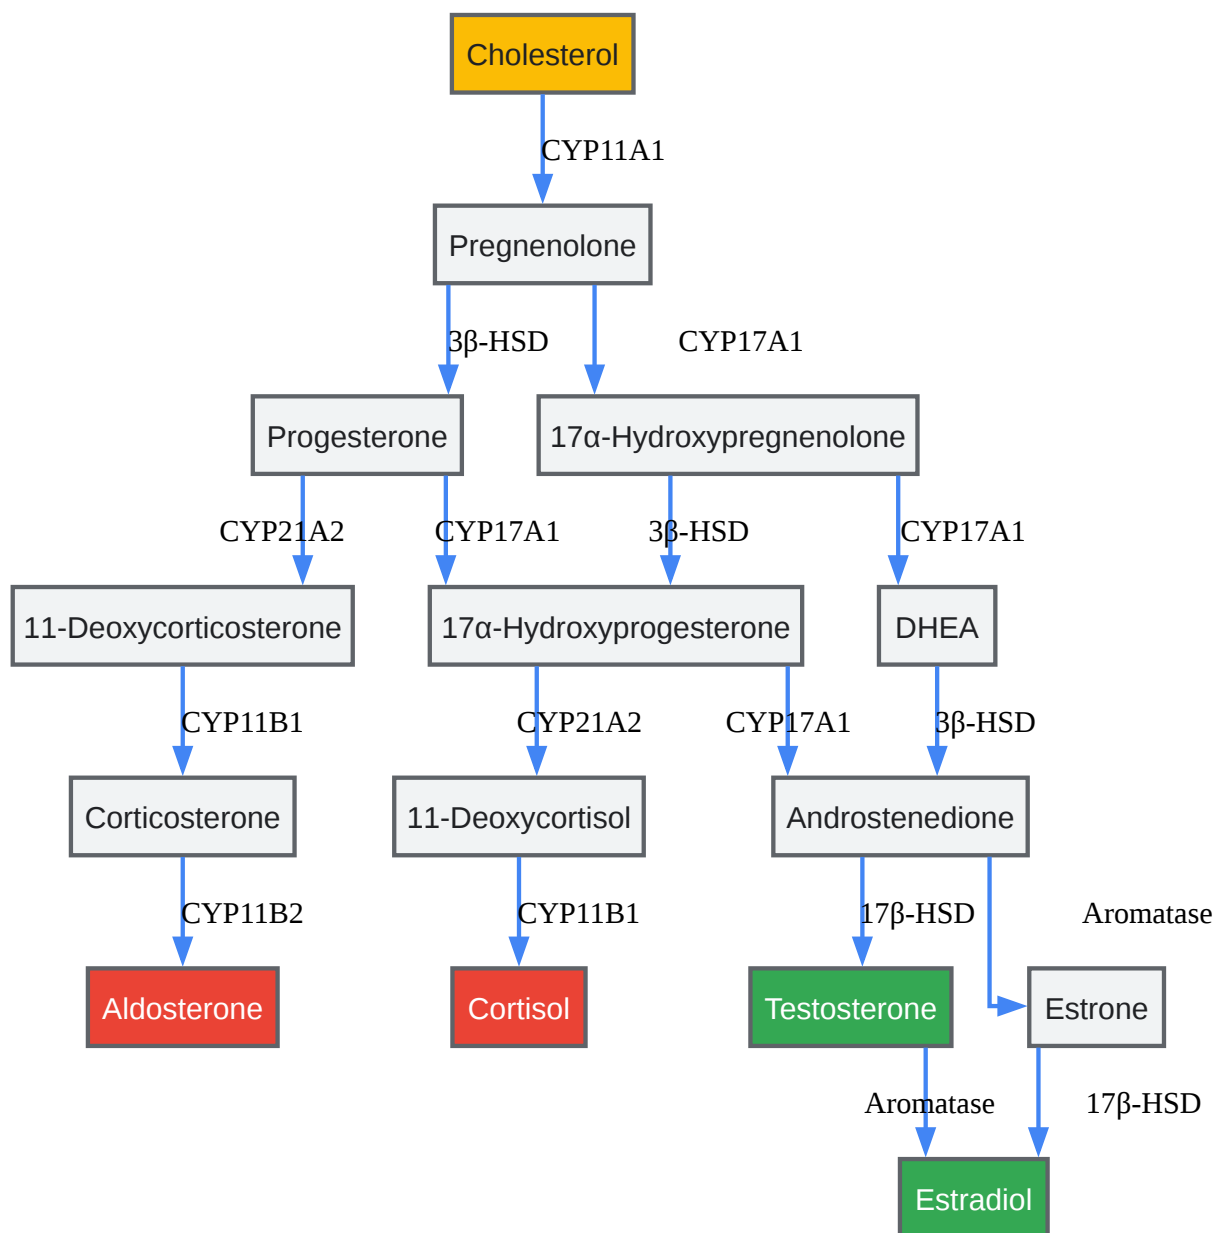 Cholesterol
CYP11A1
Pregnenolone
3β-HSD
CYP17A1
Progesterone
17α-Hydroxypregnenolone
CYP21A2
CYP17A1
3β-HSD
CYP17A1
11-Deoxycorticosterone
17α-Hydroxyprogesterone
DHEA
CYP11B1
CYP21A2
CYP17A1
3β-HSD
Corticosterone
11-Deoxycortisol
Androstenedione
CYP11B2
CYP11B1
17β-HSD
Aromatase
Aldosterone
Cortisol
Testosterone
Estrone
Aromatase
17β-HSD
Estradiol